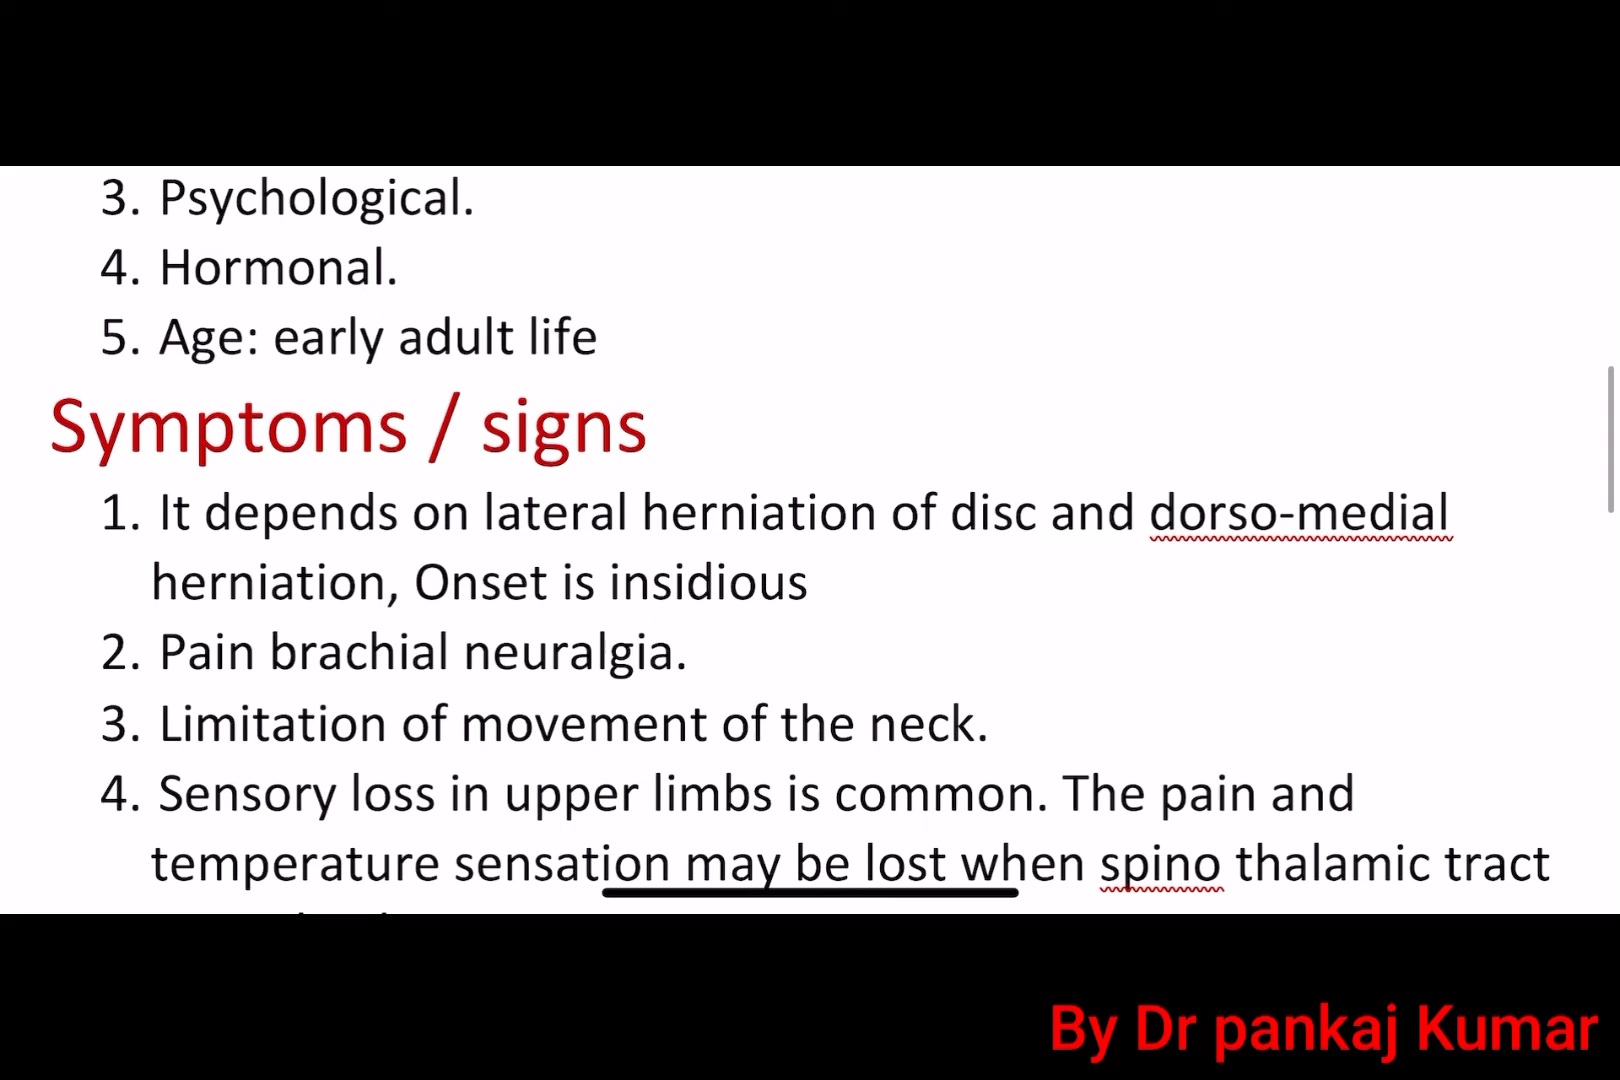 3. Psychological.
4. Hormonal.
5. Age: early adult life
Symptoms / signs
1. It depends on lateral herniation of disc and dorso-medial
herniation, Onset is insidious
2. Pain brachial neuralgia.
3. Limitation of movement of the neck.
4. Sensory loss in upper limbs is common. The pain and
temperature sensation may be lost when spino thalamic tract
By Dr pankaj Kumar